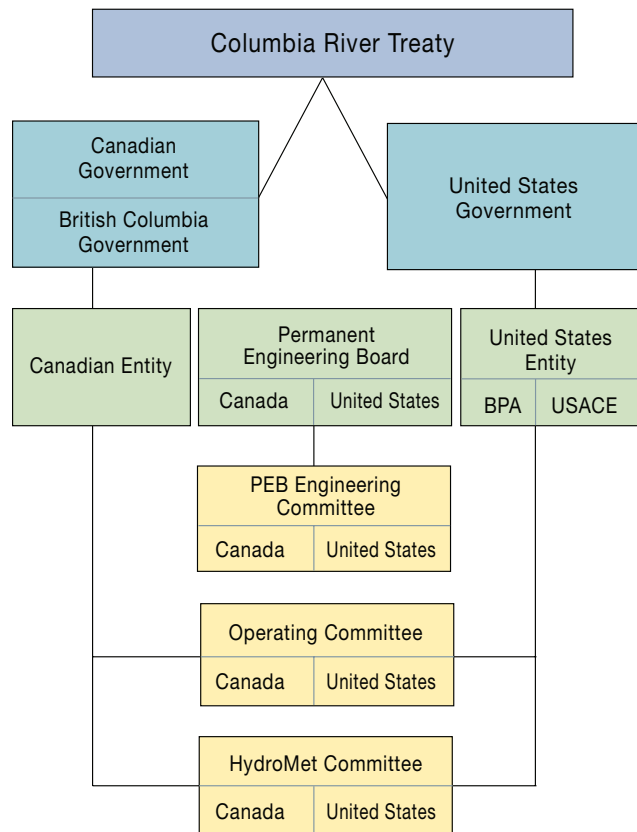 Columbia River Treaty
Canadian
Government
British Columbia
Government
United States
Government
Canadian Entity
Permanent
Engineering Board
Canada
United States
United States
Entity
BPA
USACE
PEB Engineering
Committee
Canada
United States
Operating Committee
Canada
United States
HydroMet Committee
Canada
United States